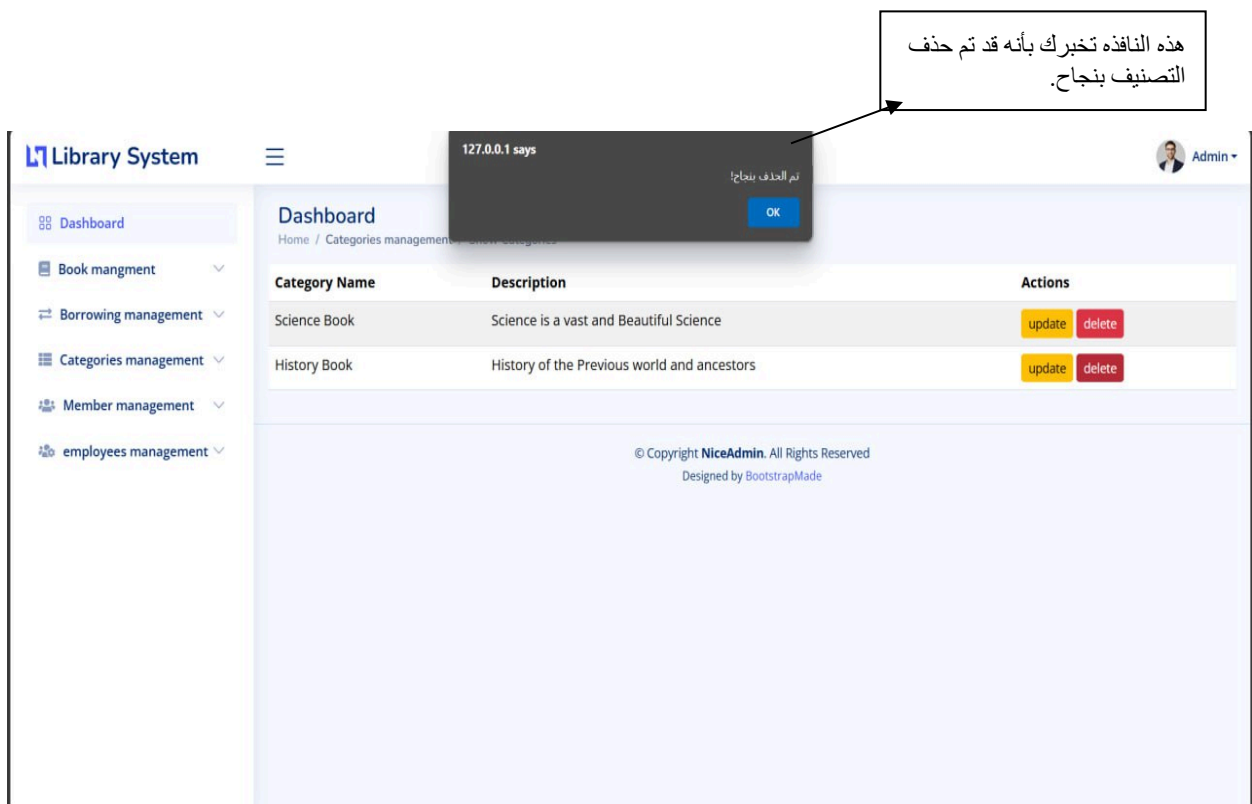 هذه النافذه تخبرك بأنه قد تم حذف
التصنيف بنجاح.
Library System
127.0.0.1 says
تم الحذف بنجاح!
OK
Admin
Dashboard
Book mangment
Borrowing management
Categories management
Member management
employees management
Dashboard
Home / Categories management / Show Categories
Category Name Description Actions
Science Book Science is a vast and Beautiful Science update delete
History Book History of the Previous world and ancestors update delete
© Copyright NiceAdmin. All Rights Reserved
Designed by BootstrapMade